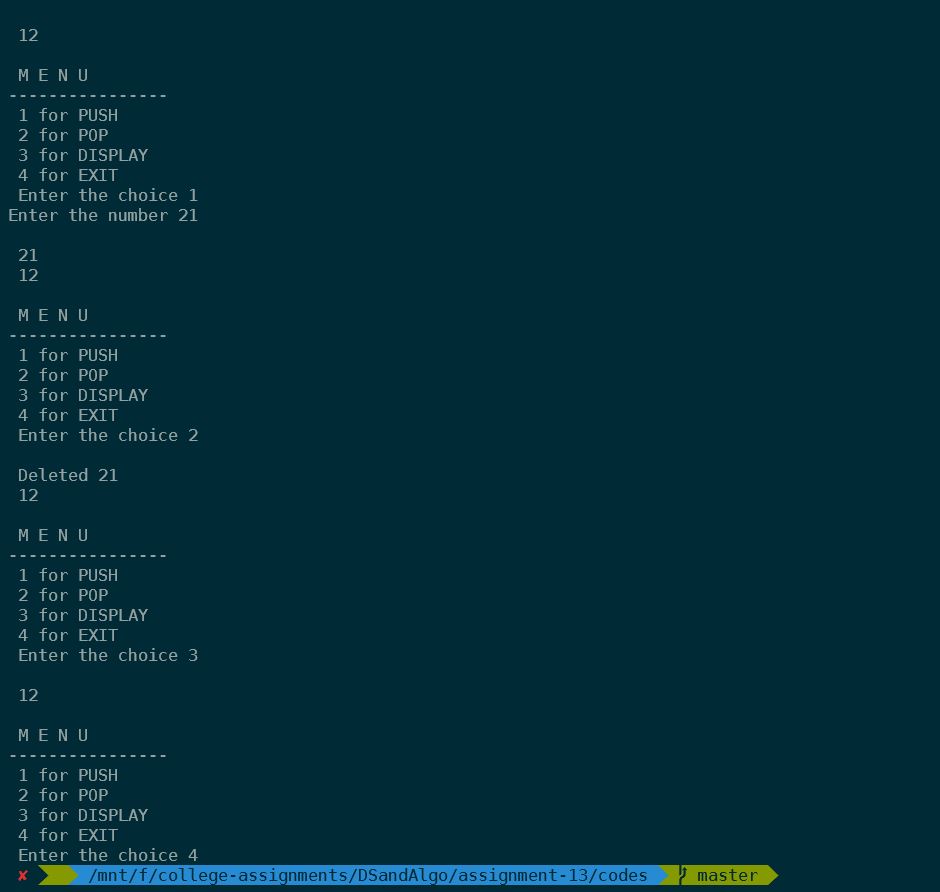 12
M E N U
----------------
1 for PUSH
2 for POP
3 for DISPLAY
4 for EXIT
Enter the choice 1
Enter the number 21
21
12
M E N U
----------------
1 for PUSH
2 for POP
3 for DISPLAY
4 for EXIT
Enter the choice 2
Deleted 21
12
M E N U
----------------
1 for PUSH
2 for POP
3 for DISPLAY
4 for EXIT
Enter the choice 3
12
M E N U
----------------
1 for PUSH
2 for POP
3 for DISPLAY
4 for EXIT
Enter the choice 4
✘ /mnt/f/college-assignments/DSandAlgo/assignment-13/codes master